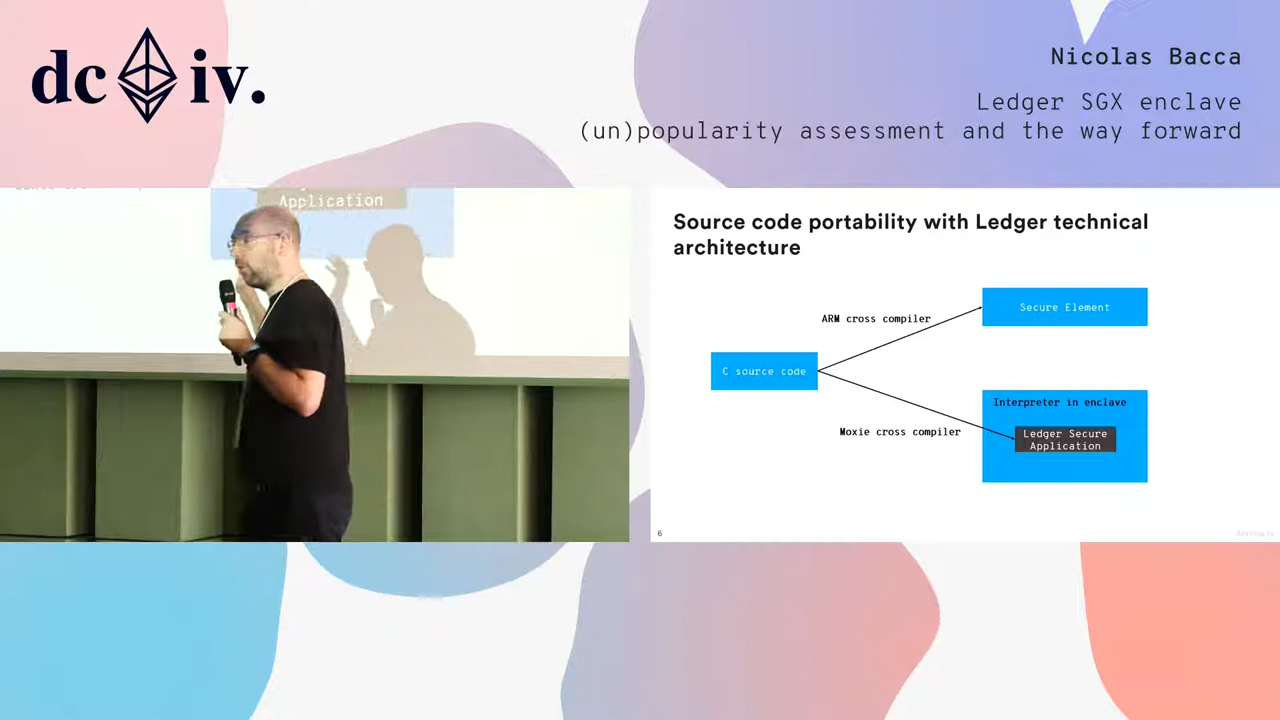 dc iv.
Nicolas Bacca
Ledger SGX enclave
(un)popularity assessment and the way forward
Application
Source code portability with Ledger technical
architecture
ARM cross compiler
Secure Element
C source code
Interpreter in enclave
Moxie cross compiler
Ledger Secure
Application
6